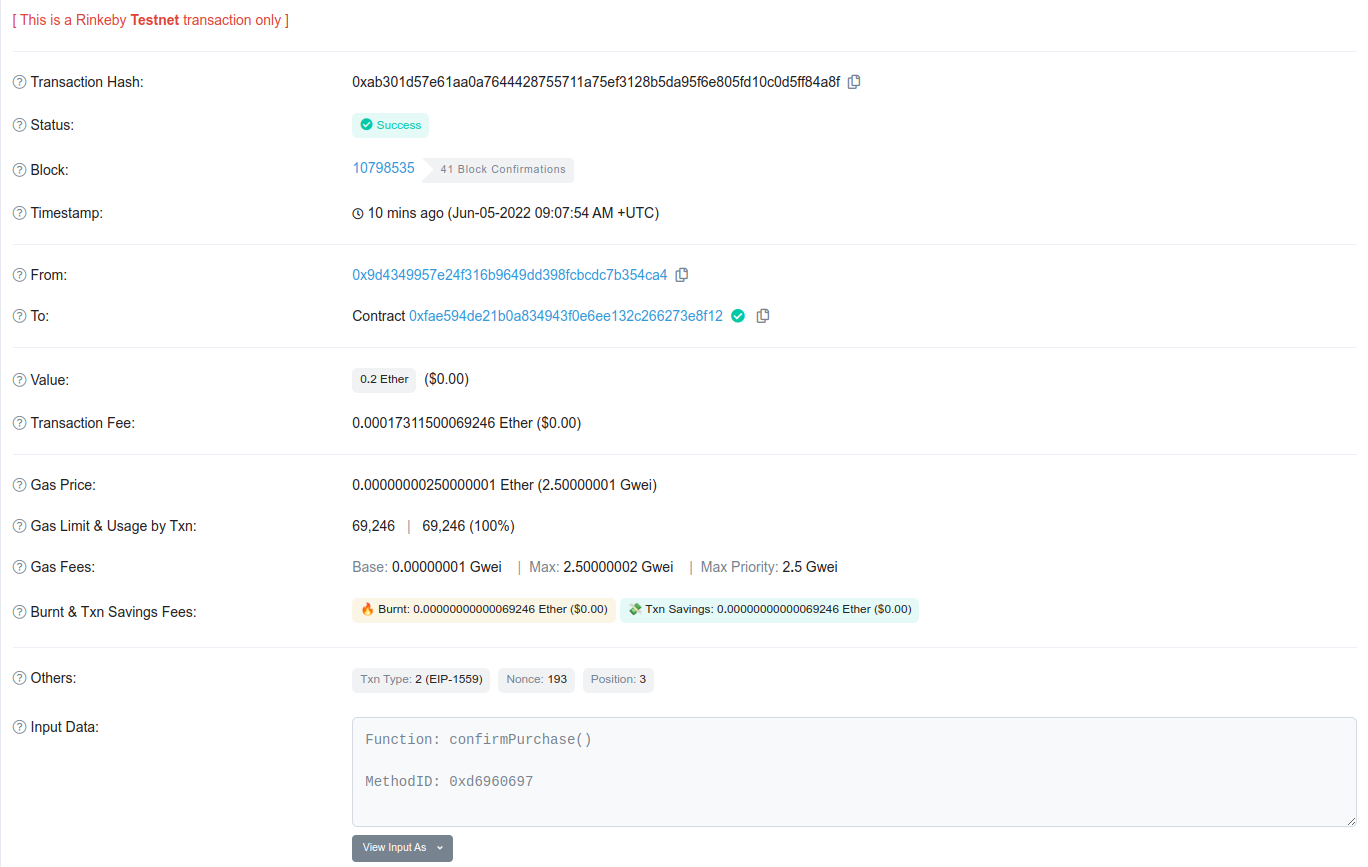 [ This is a Rinkeby Testnet transaction only ]
Transaction Hash: 0xab301d57e61aa0a7644428755711a75ef3128b5da95f6e805fd10c0d5ff84a8f
Status: Success
Block: 10798535 41 Block Confirmations
Timestamp: 10 mins ago (Jun-05-2022 09:07:54 AM +UTC)
From: 0x9d4349957e24f316b9649dd398fcbcdc7b354ca4
To: Contract 0xfae594de21b0a834943f0e6ee132c266273e8f12
Value: 0.2 Ether ($0.00)
Transaction Fee: 0.00017311500069246 Ether ($0.00)
Gas Price: 0.00000000250000001 Ether (2.50000001 Gwei)
Gas Limit & Usage by Txn: 69,246 | 69,246 (100%)
Gas Fees: Base: 0.00000001 Gwei | Max: 2.50000002 Gwei | Max Priority: 2.5 Gwei
Burnt & Txn Savings Fees: 🔥 Burnt: 0.00000000000069246 Ether ($0.00) 💸 Txn Savings: 0.00000000000069246 Ether ($0.00)
Others: Txn Type: 2 (EIP-1559) Nonce: 193 Position: 3
Input Data: Function: confirmPurchase()
MethodID: 0xd6960697
View Input As